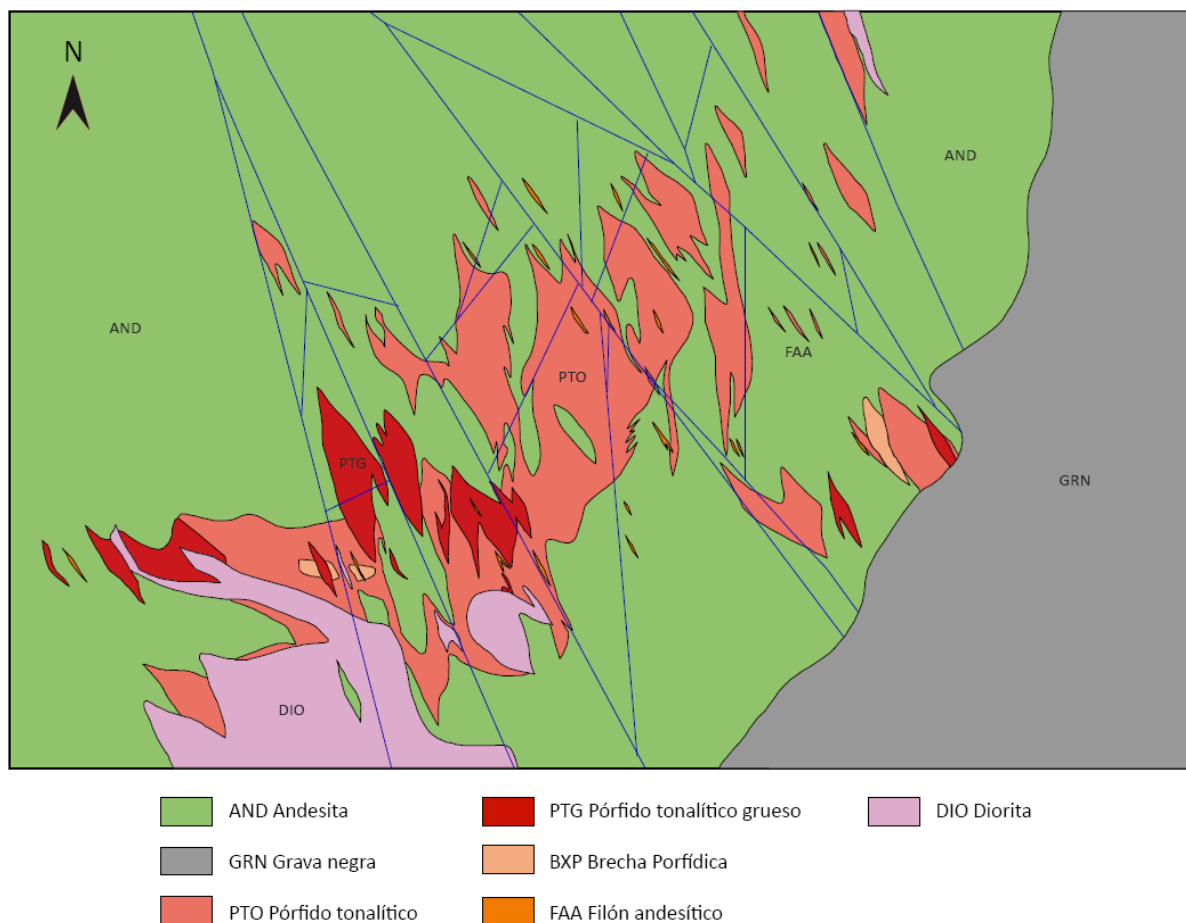 N
AND
AND
FAA
PTO
PTG
GRN
DIO
AND Andesita
PTG Pórfido tonalítico grueso
DIO Diorita
GRN Grava negra
BXP Brecha Porfídica
PTO Pórfido tonalítico
FAA Filón andesítico